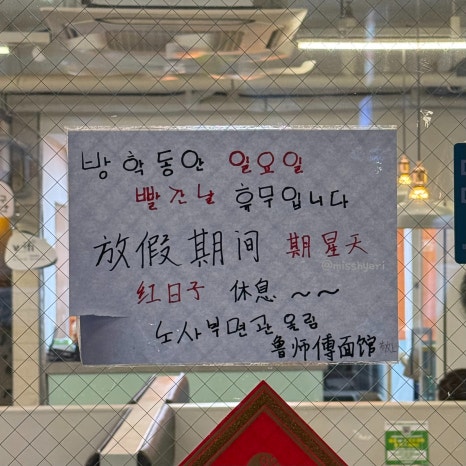 방학동안 일요일
빨간날 휴무입니다
放假期间 期星天
@misshyori
红日子 休息 ~~
노사부면관 올림
鲁师傅面馆